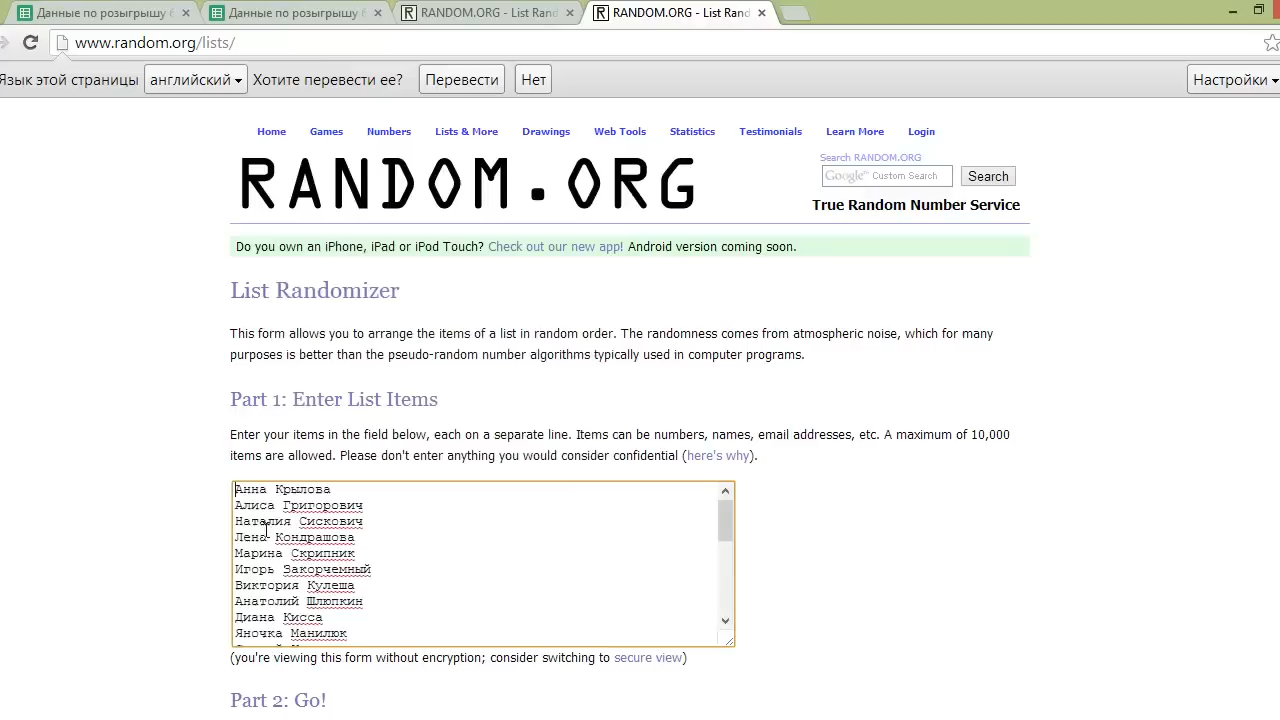 Данные по розыгрышу
Данные по розыгрышу
RANDOM.ORG - List Rand
RANDOM.ORG - List Rand
www.random.org/lists/
Язык этой страницы английский Хотите перевести ее? Перевести Нет Настройки
Home Games Numbers Lists & More Drawings Web Tools Statistics Testimonials Learn More Login
RANDOM.ORG
Search RANDOM.ORG
Google™ Custom Search Search
True Random Number Service
Do you own an iPhone, iPad or iPod Touch? Check out our new app! Android version coming soon.
List Randomizer
This form allows you to arrange the items of a list in random order. The randomness comes from atmospheric noise, which for many
purposes is better than the pseudo-random number algorithms typically used in computer programs.
Part 1: Enter List Items
Enter your items in the field below, each on a separate line. Items can be numbers, names, email addresses, etc. A maximum of 10,000
items are allowed. Please don't enter anything you would consider confidential (here's why).
Анна Крылова
Алиса Григорович
Наталия Сискович
Лена Кондрашова
Марина Скрипник
Игорь Закорчемный
Виктория Кулеша
Анатолий Шлюпкин
Диана Кисса
Яночка Манилюк
(you're viewing this form without encryption; consider switching to secure view)
Part 2: Go!